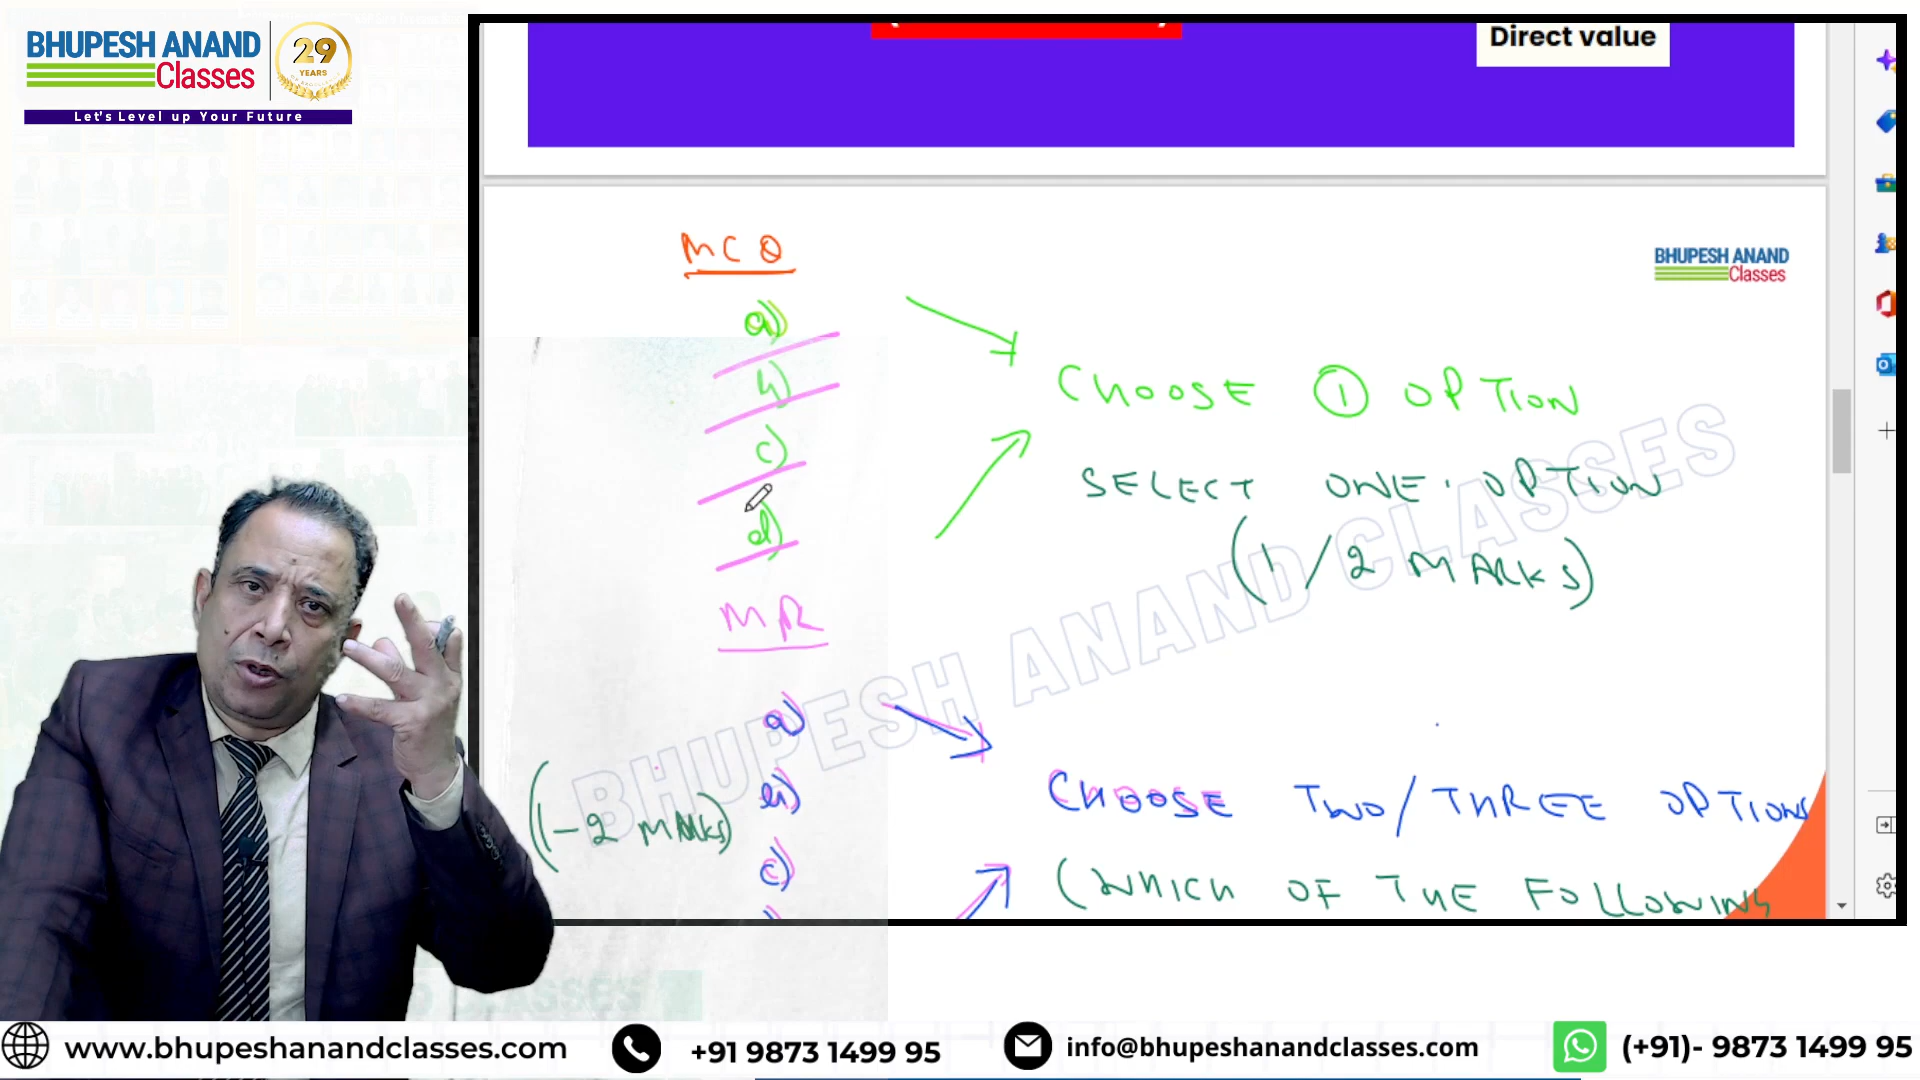 BHUPESH ANAND
Classes
29
YEARS
Let's Level up Your Future
Direct value
MCQ
BHUPESH ANAND
Classes
a)
b)
c)
d)
CHOOSE 1 OPTION
SELECT ONE OPTION
(1/2 MARKS)
MR
a)
b)
c)
(1-2 MARKS)
CHOOSE TWO/THREE OPTIONS
(WHICH OF THE FOLLOWING
BHUPESH ANAND CLASSES
www.bhupeshanandclasses.com
+91 9873 1499 95
info@bhupeshanandclasses.com
(+91)- 9873 1499 95